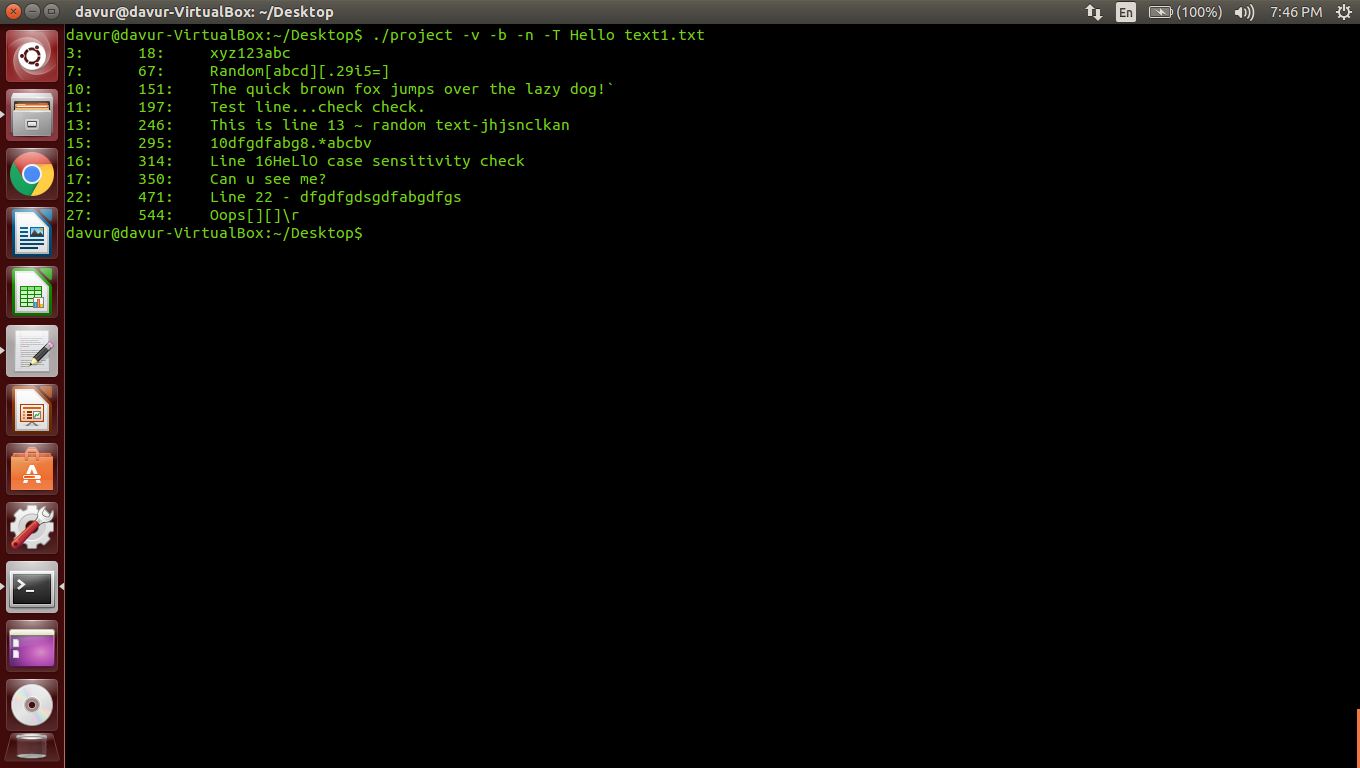 davur@davur-VirtualBox: ~/Desktop En (100%) 7:46 PM
davur@davur-VirtualBox:~/Desktop$ ./project -v -b -n -T Hello text1.txt
3:      18:     xyz123abc
7:      67:     Random[abcd][.29i5=]
10:     151:    The quick brown fox jumps over the lazy dog!`
11:     197:    Test line...check check.
13:     246:    This is line 13 ~ random text-jhjsnclkan
15:     295:    10dfgdfabg8.*abcbv
16:     314:    Line 16HeLlO case sensitivity check
17:     350:    Can u see me?
22:     471:    Line 22 - dfgdfgdsgdfabgdfgs
27:     544:    Oops[][]\r
davur@davur-VirtualBox:~/Desktop$